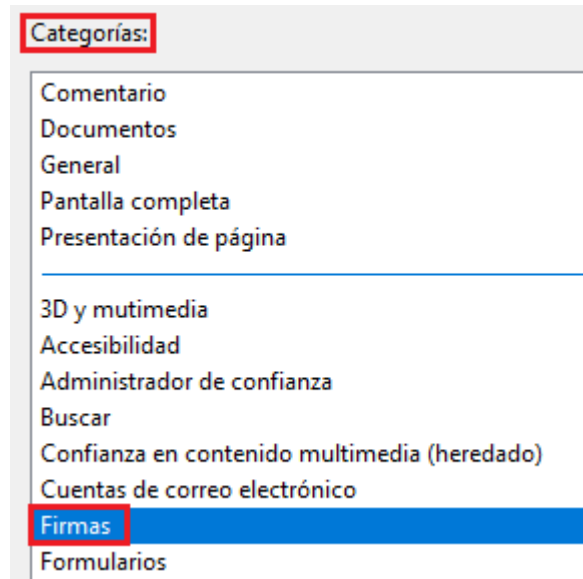 Categorías:
Comentario
Documentos
General
Pantalla completa
Presentación de página
3D y mutimedia
Accesibilidad
Administrador de confianza
Buscar
Confianza en contenido multimedia (heredado)
Cuentas de correo electrónico
Firmas
Formularios